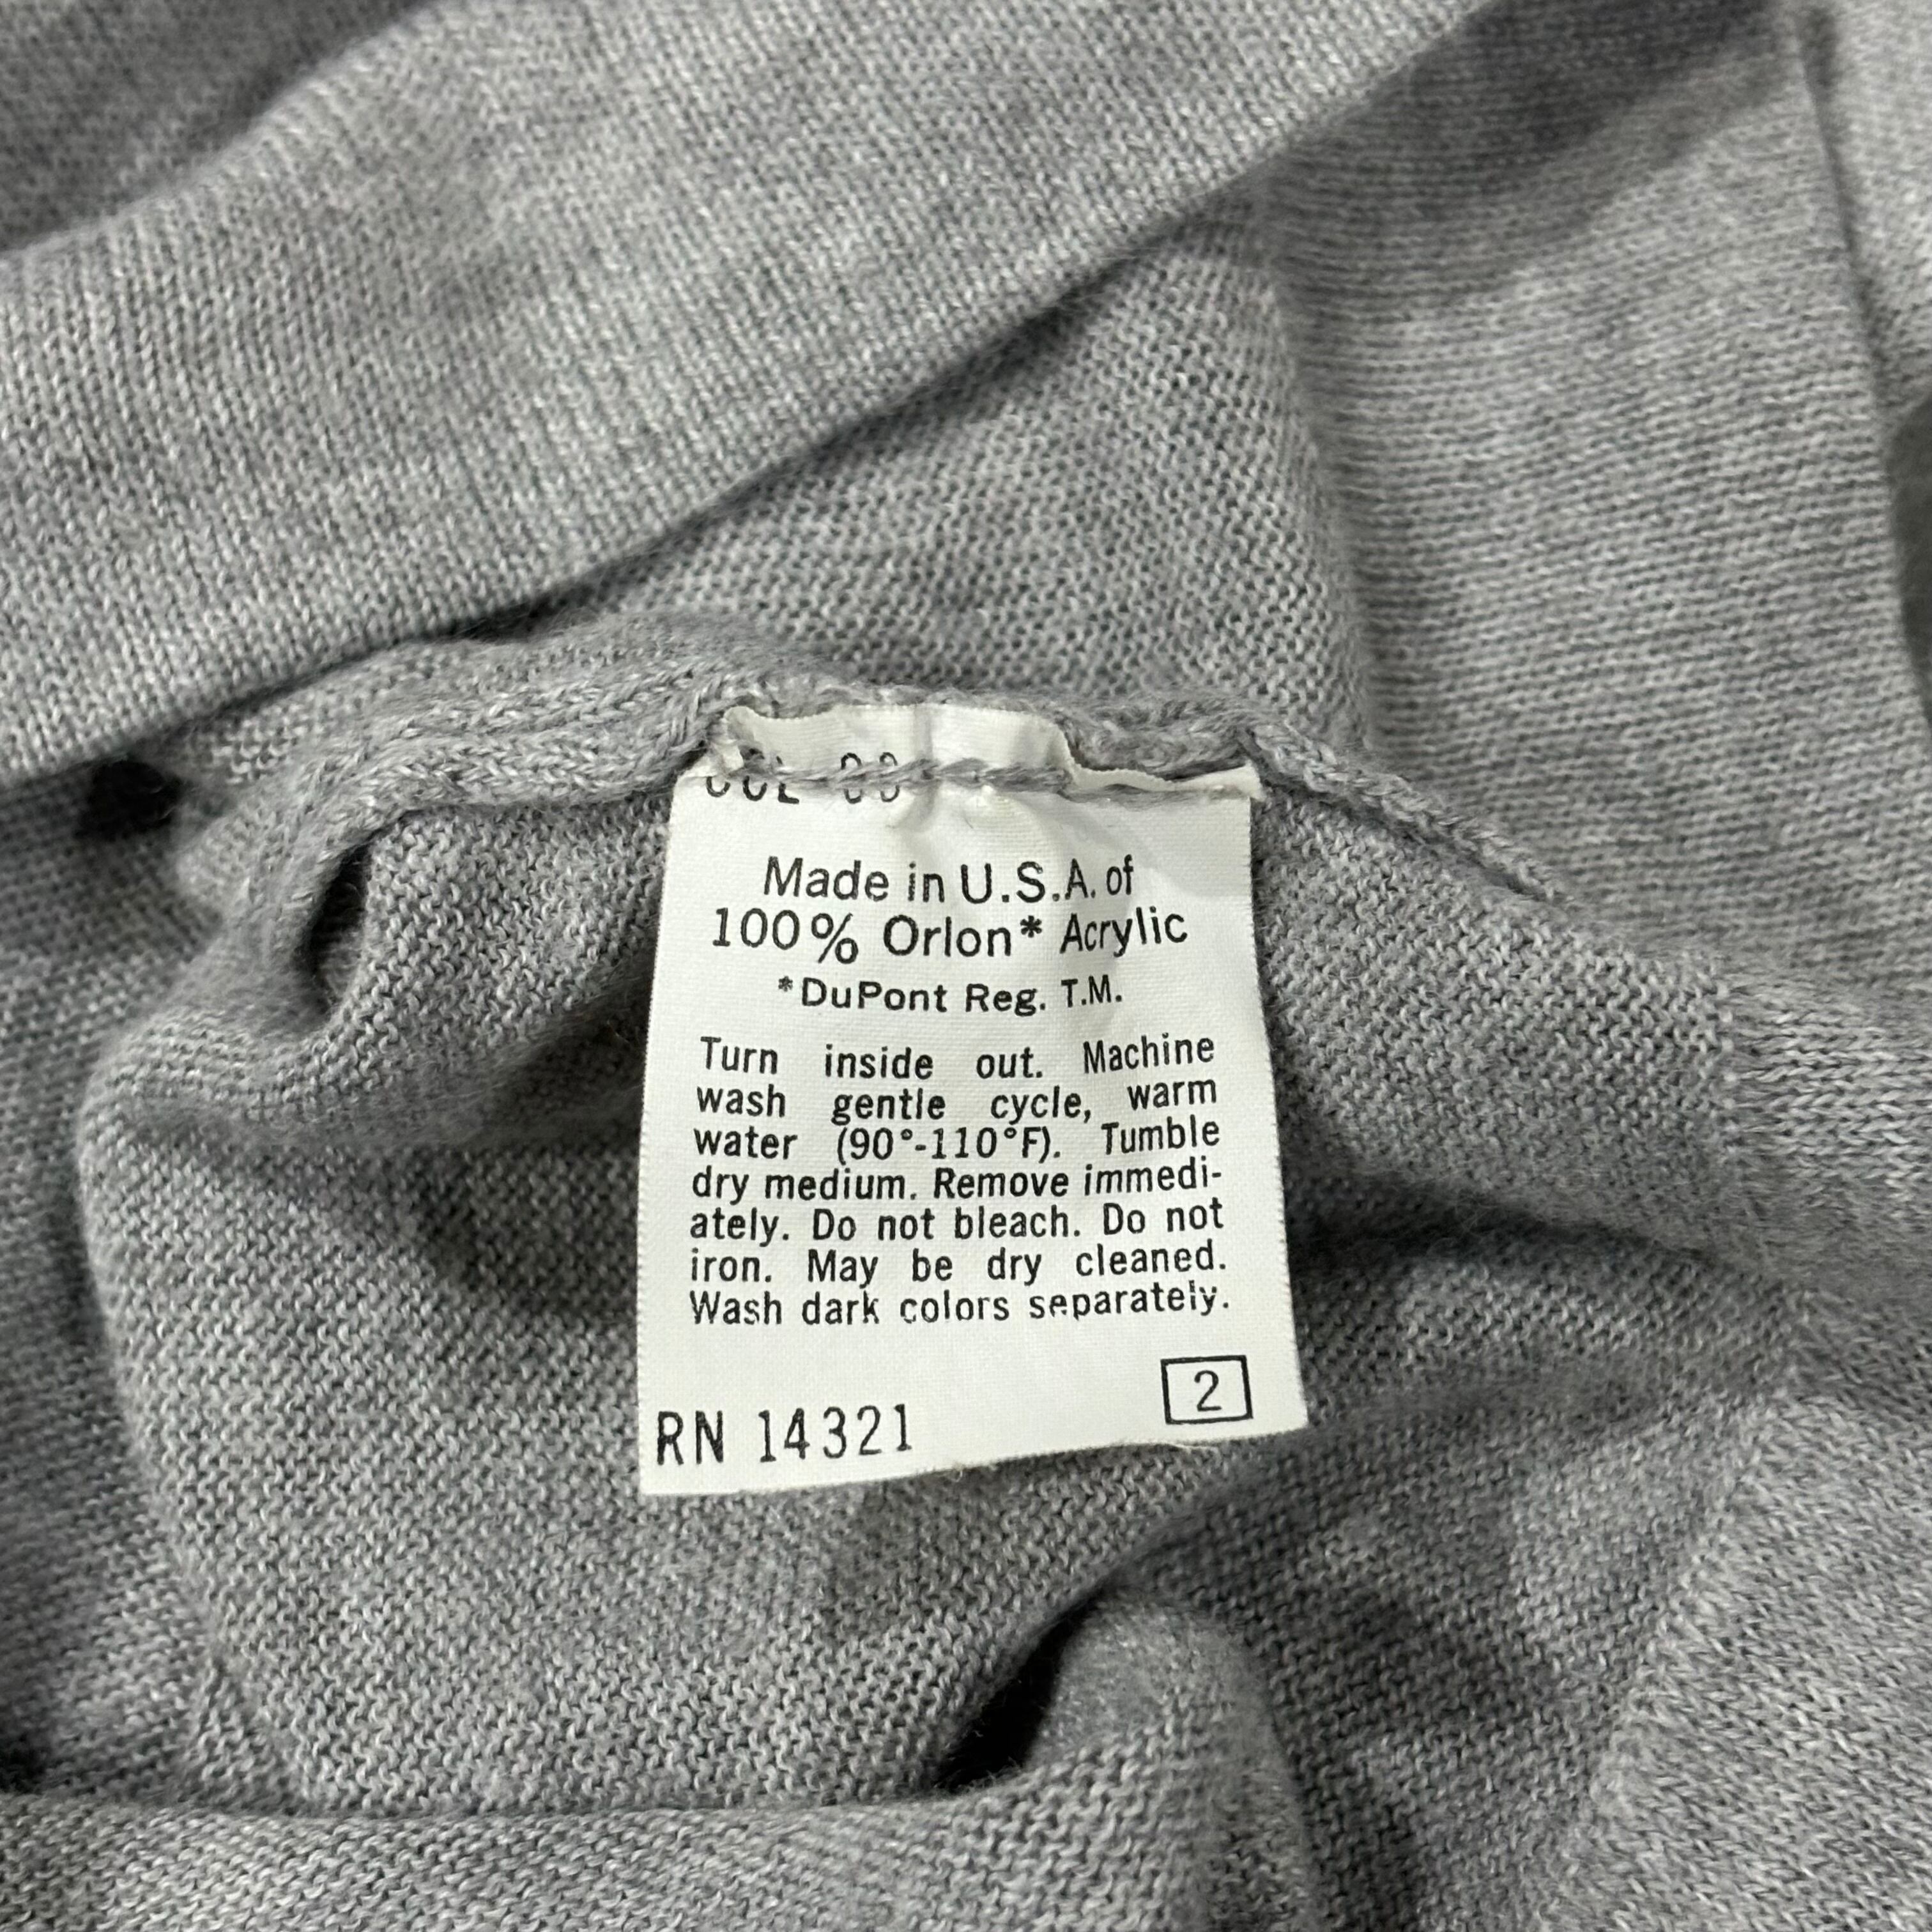 Made in U.S.A. of
100% Orlon* Acrylic
*DuPont Reg. T.M.
Turn inside out. Machine
wash gentle cycle, warm
water (90°-110°F). Tumble
dry medium. Remove immedi-
ately. Do not bleach. Do not
iron. May be dry cleaned.
Wash dark colors separately.
2
RN 14321